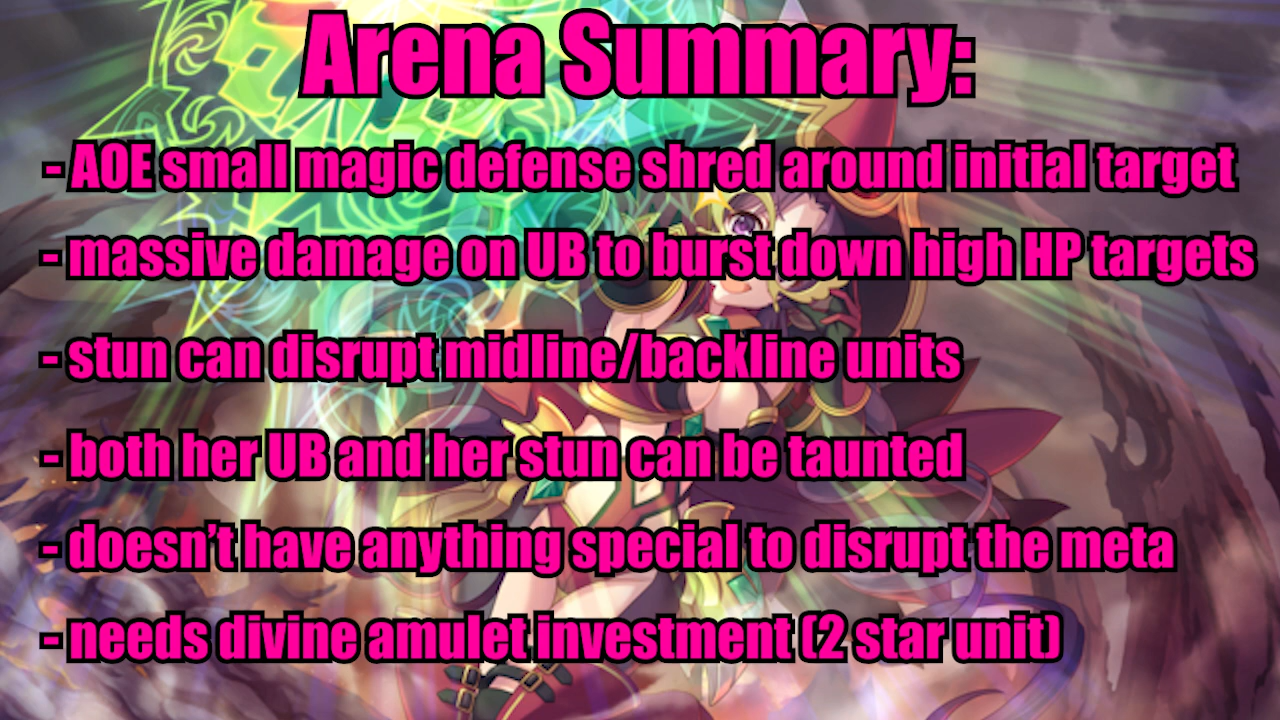 Arena Summary:
- AOE small magic defense shred around initial target
- massive damage on UB to burst down high HP targets
- stun can disrupt midline/backline units
- both her UB and her stun can be taunted
- doesn’t have anything special to disrupt the meta
- needs divine amulet investment (2 star unit)